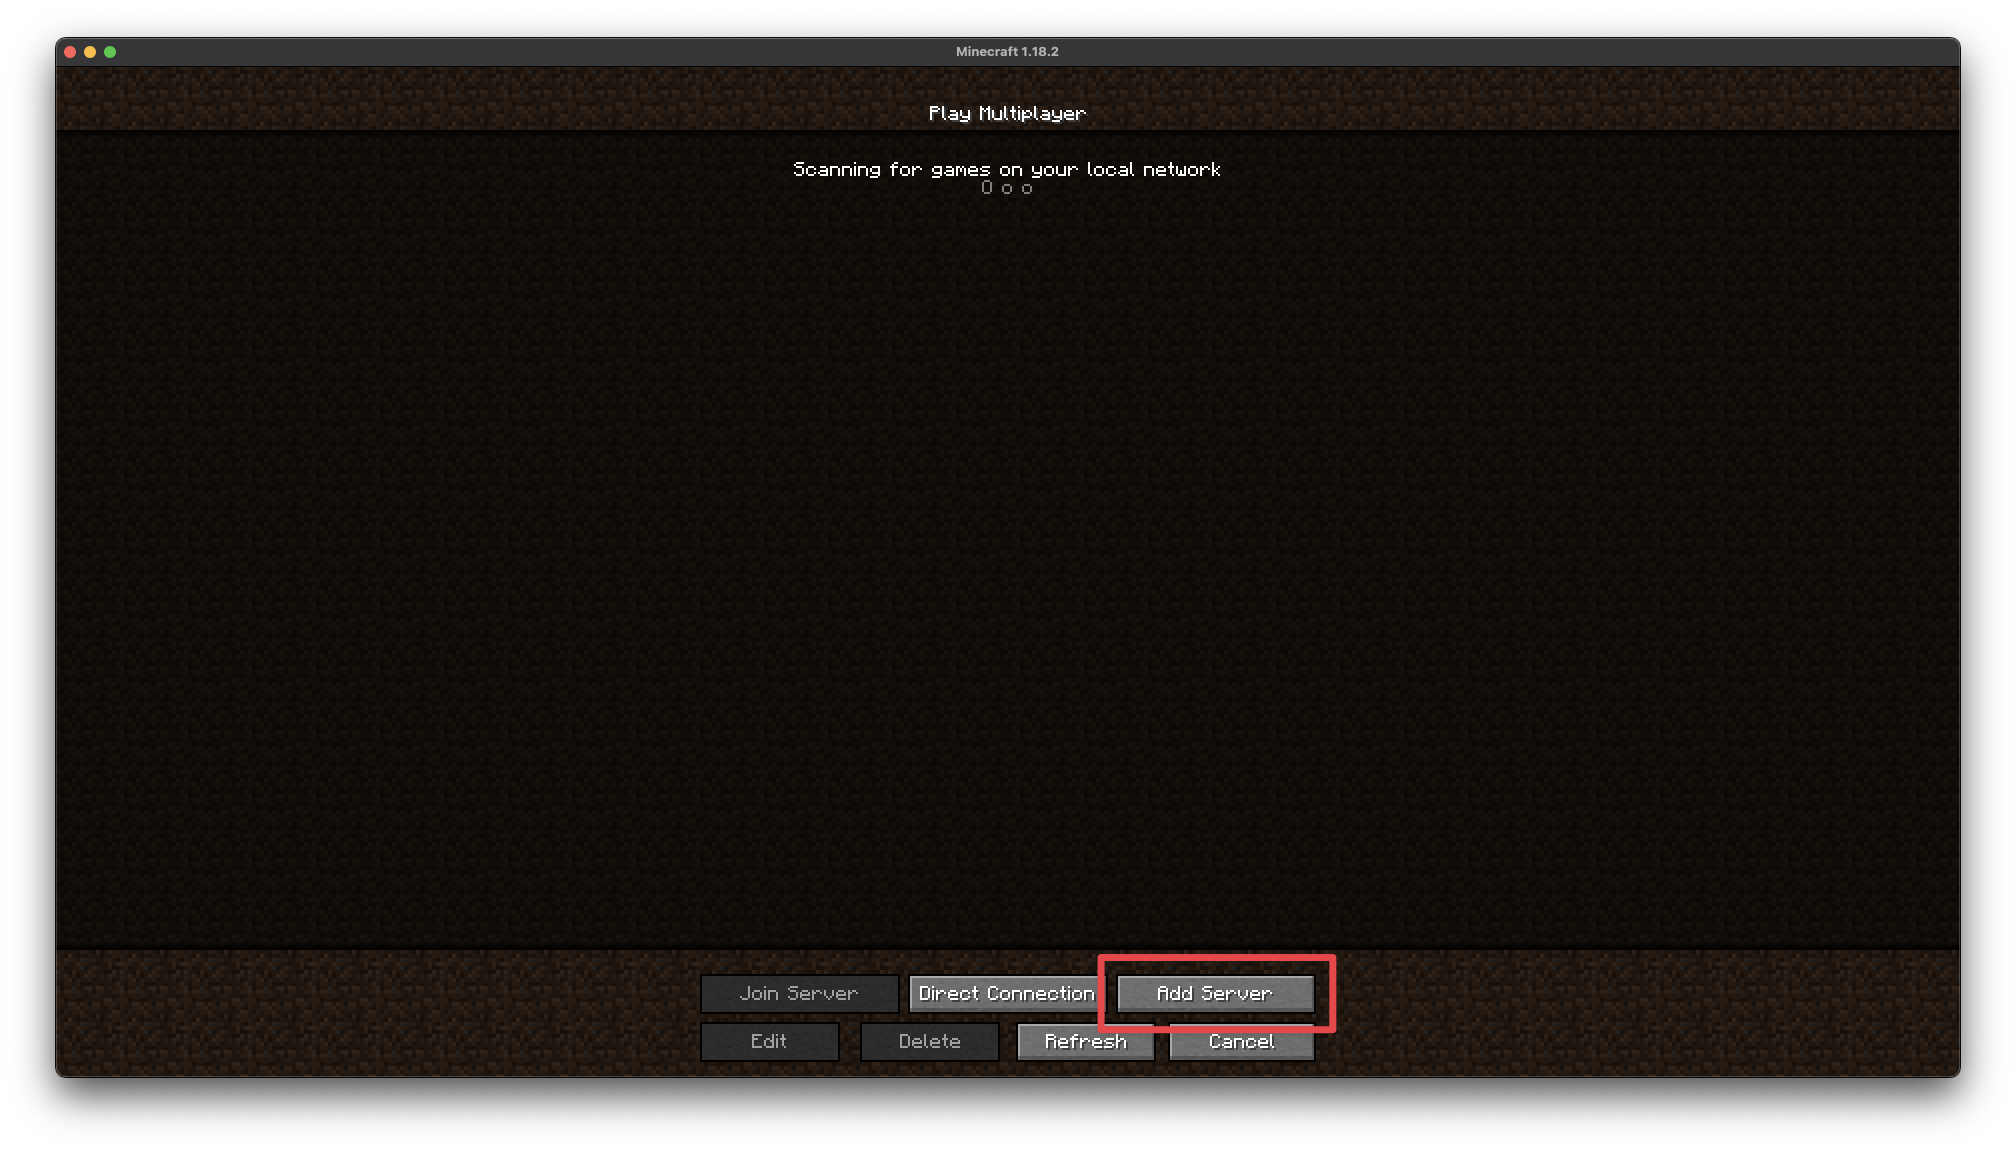 Minecraft 1.18.2
Play Multiplayer
Scanning for games on your local network
O o o
Join Server Direct Connection Add Server
Edit Delete Refresh Cancel